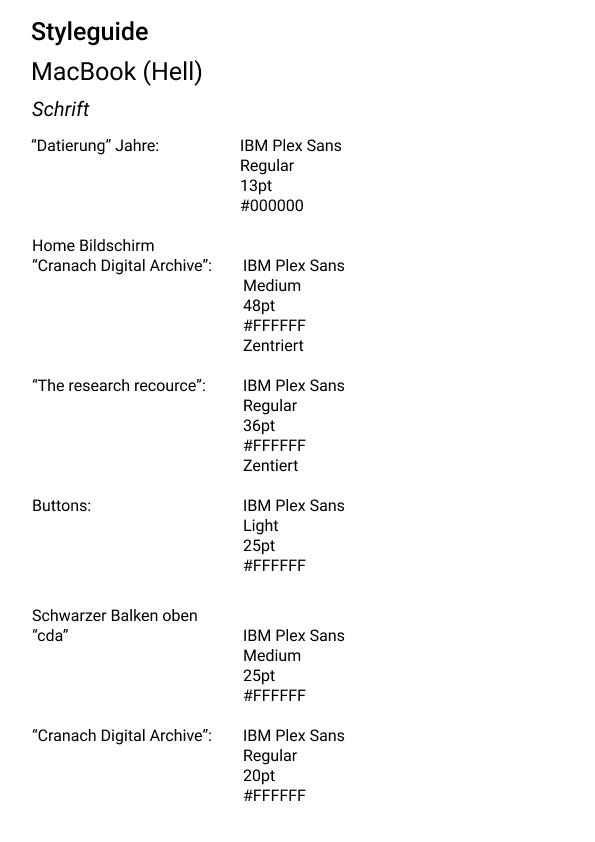 Styleguide
MacBook (Hell)
Schrift
“Datierung” Jahre: IBM Plex Sans
Regular
13pt
#000000
Home Bildschirm
“Cranach Digital Archive”: IBM Plex Sans
Medium
48pt
#FFFFFF
Zentriert
“The research recource”: IBM Plex Sans
Regular
36pt
#FFFFFF
Zentiert
Buttons: IBM Plex Sans
Light
25pt
#FFFFFF
Schwarzer Balken oben
“cda” IBM Plex Sans
Medium
25pt
#FFFFFF
“Cranach Digital Archive”: IBM Plex Sans
Regular
20pt
#FFFFFF